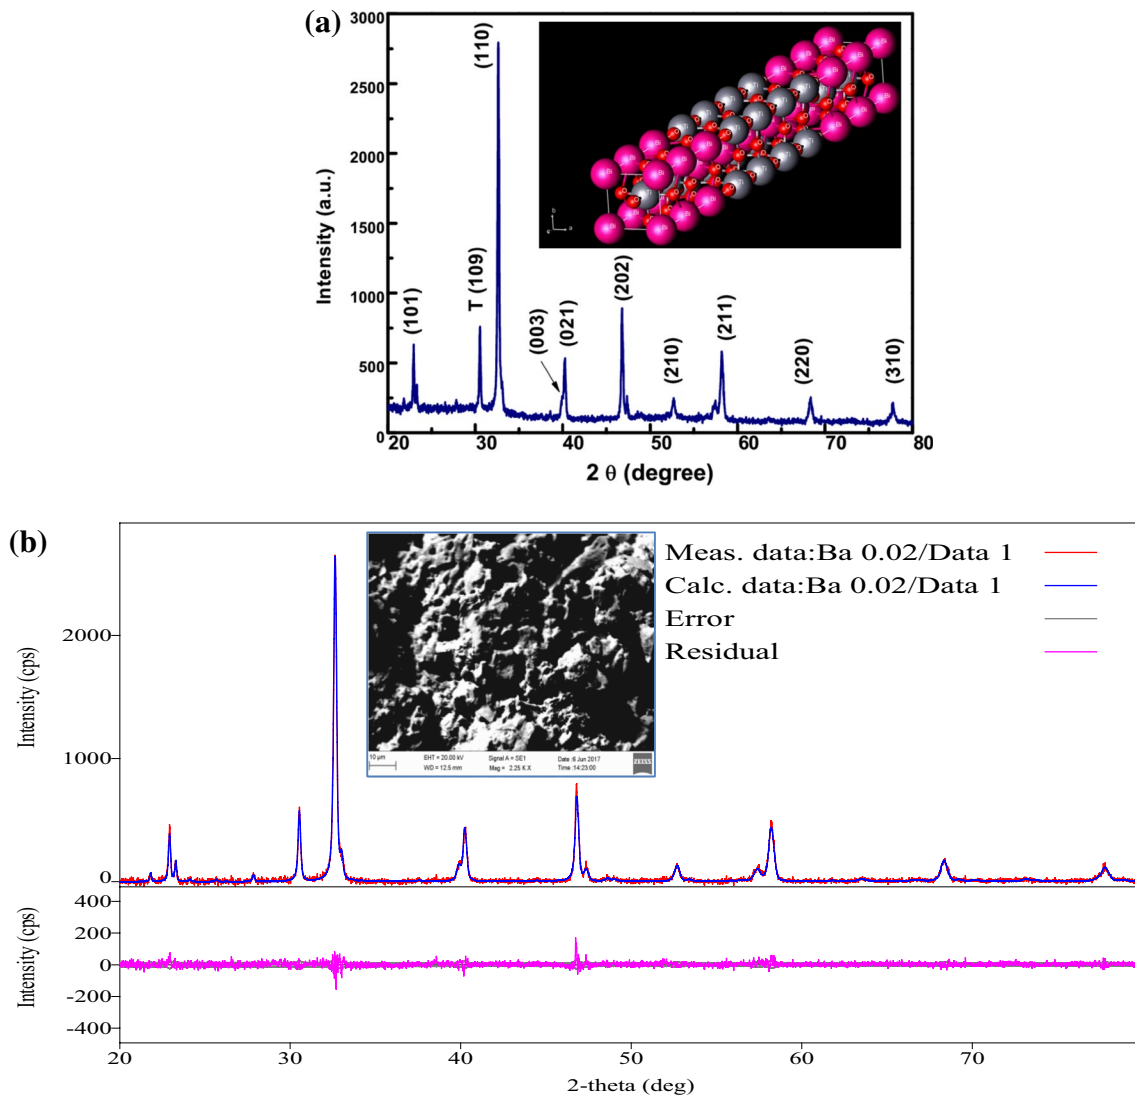 (a)
3000
2500
2000
1500
1000
500
0
Intensity (a.u.)
(101)
T (109)
(110)
(003)
(021)
(202)
(210)
(211)
(220)
(310)
20 30 40 50 60 70 80
2 θ (degree)
(b)
Meas. data:Ba 0.02/Data 1
Calc. data:Ba 0.02/Data 1
Error
Residual
Intensity (cps)
2000
1000
0
10 µm
EHT = 20.00 kV
WD = 12.5 mm
Signal A = SE1
Mag = 2.25 K X
Date :6 Jun 2017
Time :14:23:00
ZEISS
Intensity (cps)
400
200
0
-200
-400
20 30 40 50 60 70
2-theta (deg)